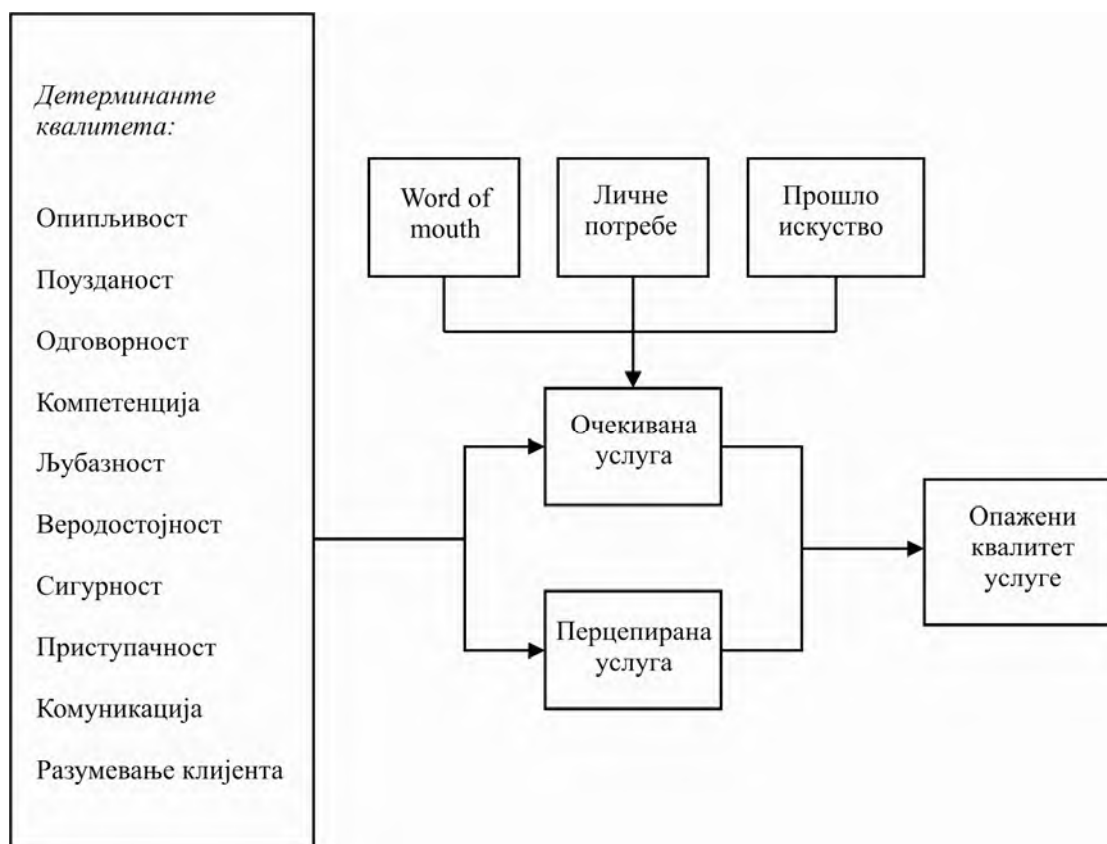 Детерминанте
квалитета:
Опипљивост
Поузданост
Одговорност
Компетенција
Љубазност
Веродостојност
Сигурност
Приступачност
Комуникација
Разумевање клијента
Word of
mouth
Личне
потребе
Прошло
искуство
Очекивана
услуга
Перцепирана
услуга
Опажени
квалитет
услуге